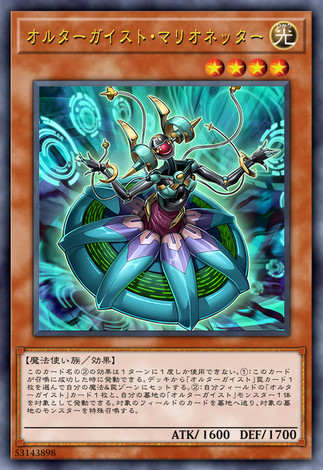 オルターガイスト・マリオネッター
光
【魔法使い族／効果】
このカード名の②の効果は１ターンに１度しか使用できない。①：このカー
ドが召喚に成功した時に発動できる。デッキから「オルターガイスト」罠カード１
枚を選んで自分の魔法＆罠ゾーンにセットする。②：自分フィールドの「オル
ターガイスト」カード１枚と、自分の墓地の「オルターガイスト」モンスター１体
を対象として発動できる。対象のフィールドのカードを墓地へ送り、対象の墓
地のモンスターを特殊召喚する。
ATK/ 1600 DEF/1700
53143898